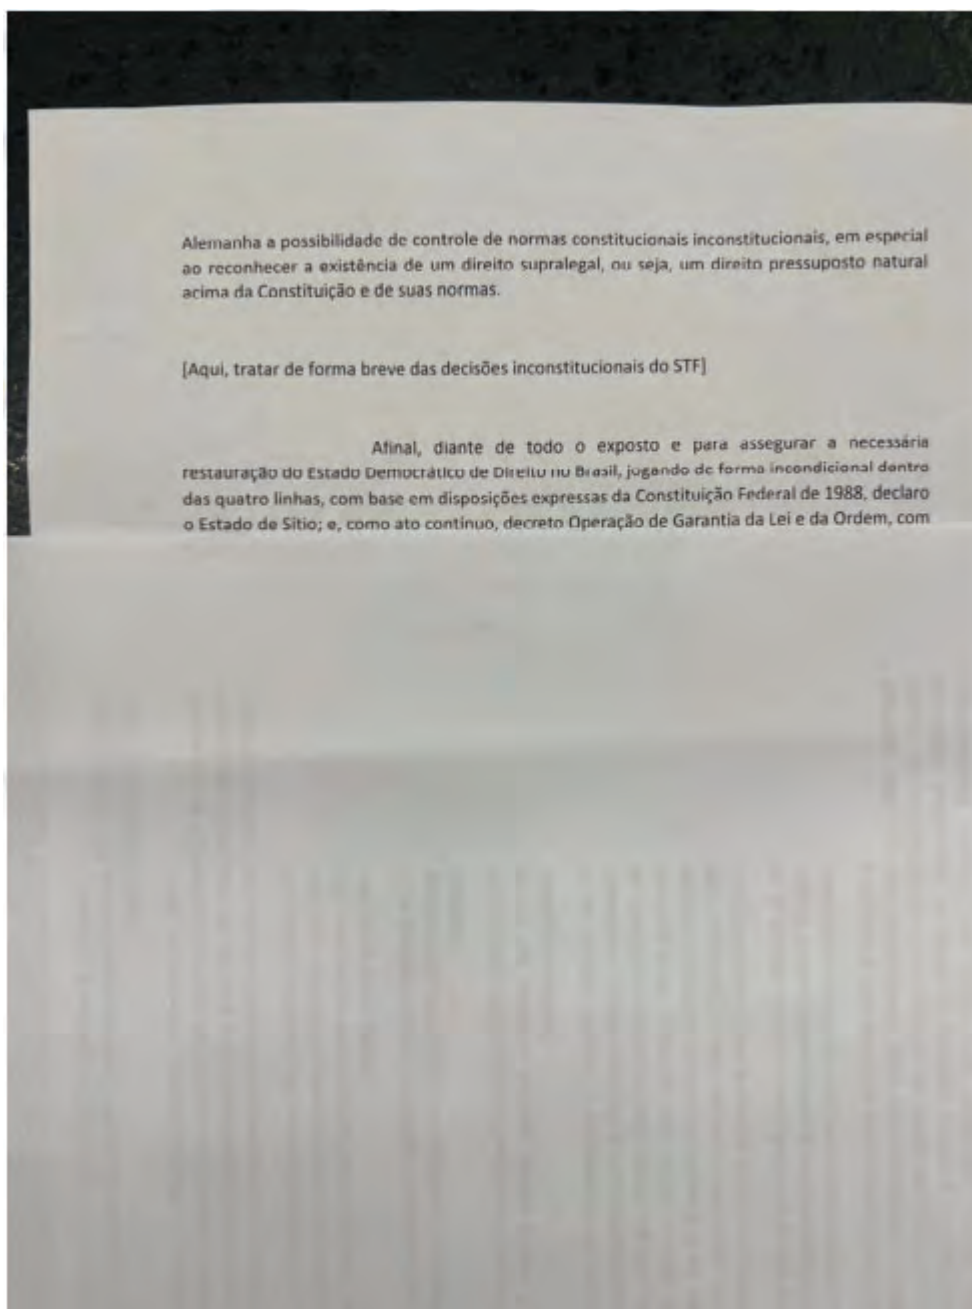 Alemanha a possibilidade de controle de normas constitucionais inconstitucionais, em especial
ao reconhecer a existência de um direito supralegal, ou seja, um direito pressuposto natural
acima da Constituição e de suas normas.
[Aqui, tratar de forma breve das decisões inconstitucionais do STF]
Afinal, diante de todo o exposto e para assegurar a necessária
restauração do Estado Democrático de Direito no Brasil, jogando de forma incondicional dentro
das quatro linhas, com base em disposições expressas da Constituição Federal de 1988, declaro
o Estado de Sítio; e, como ato contínuo, decreto Operação de Garantia da Lei e da Ordem, com